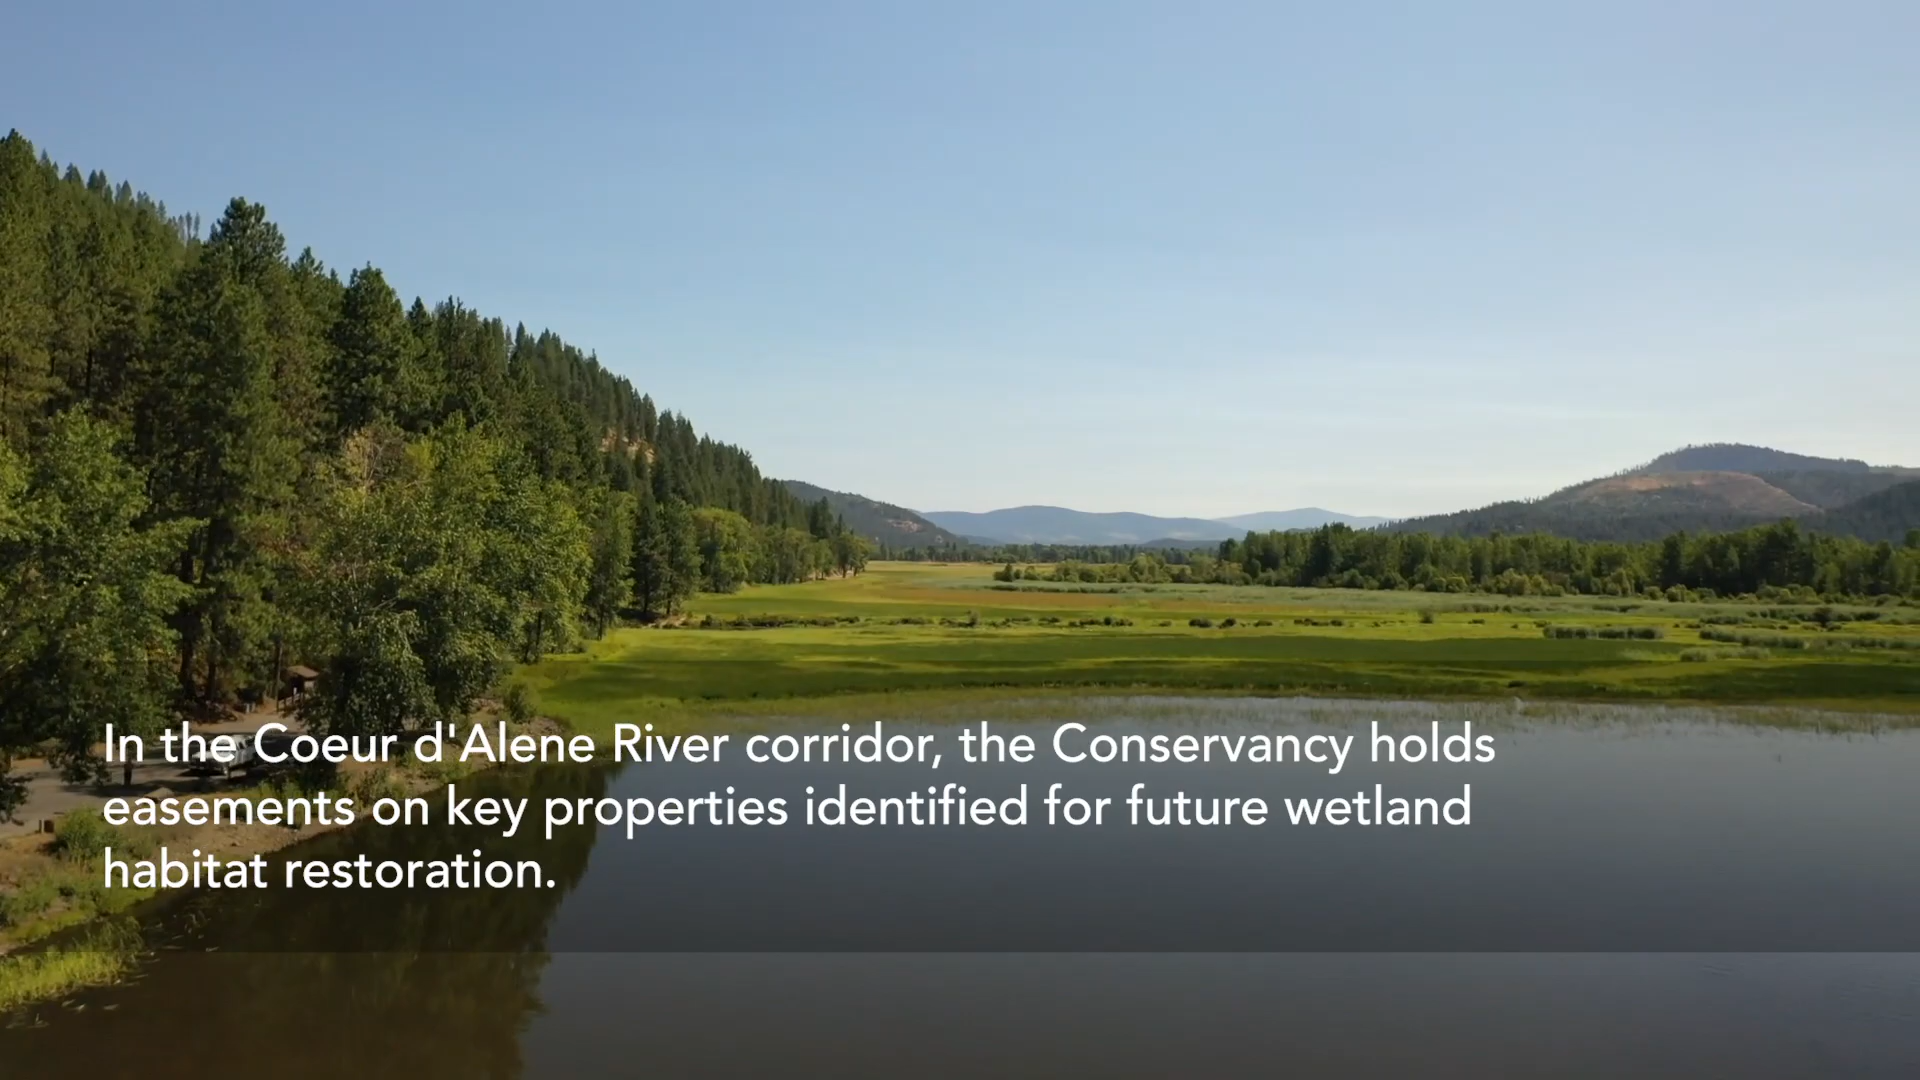 In the Coeur d'Alene River corridor, the Conservancy holds
easements on key properties identified for future wetland
habitat restoration.